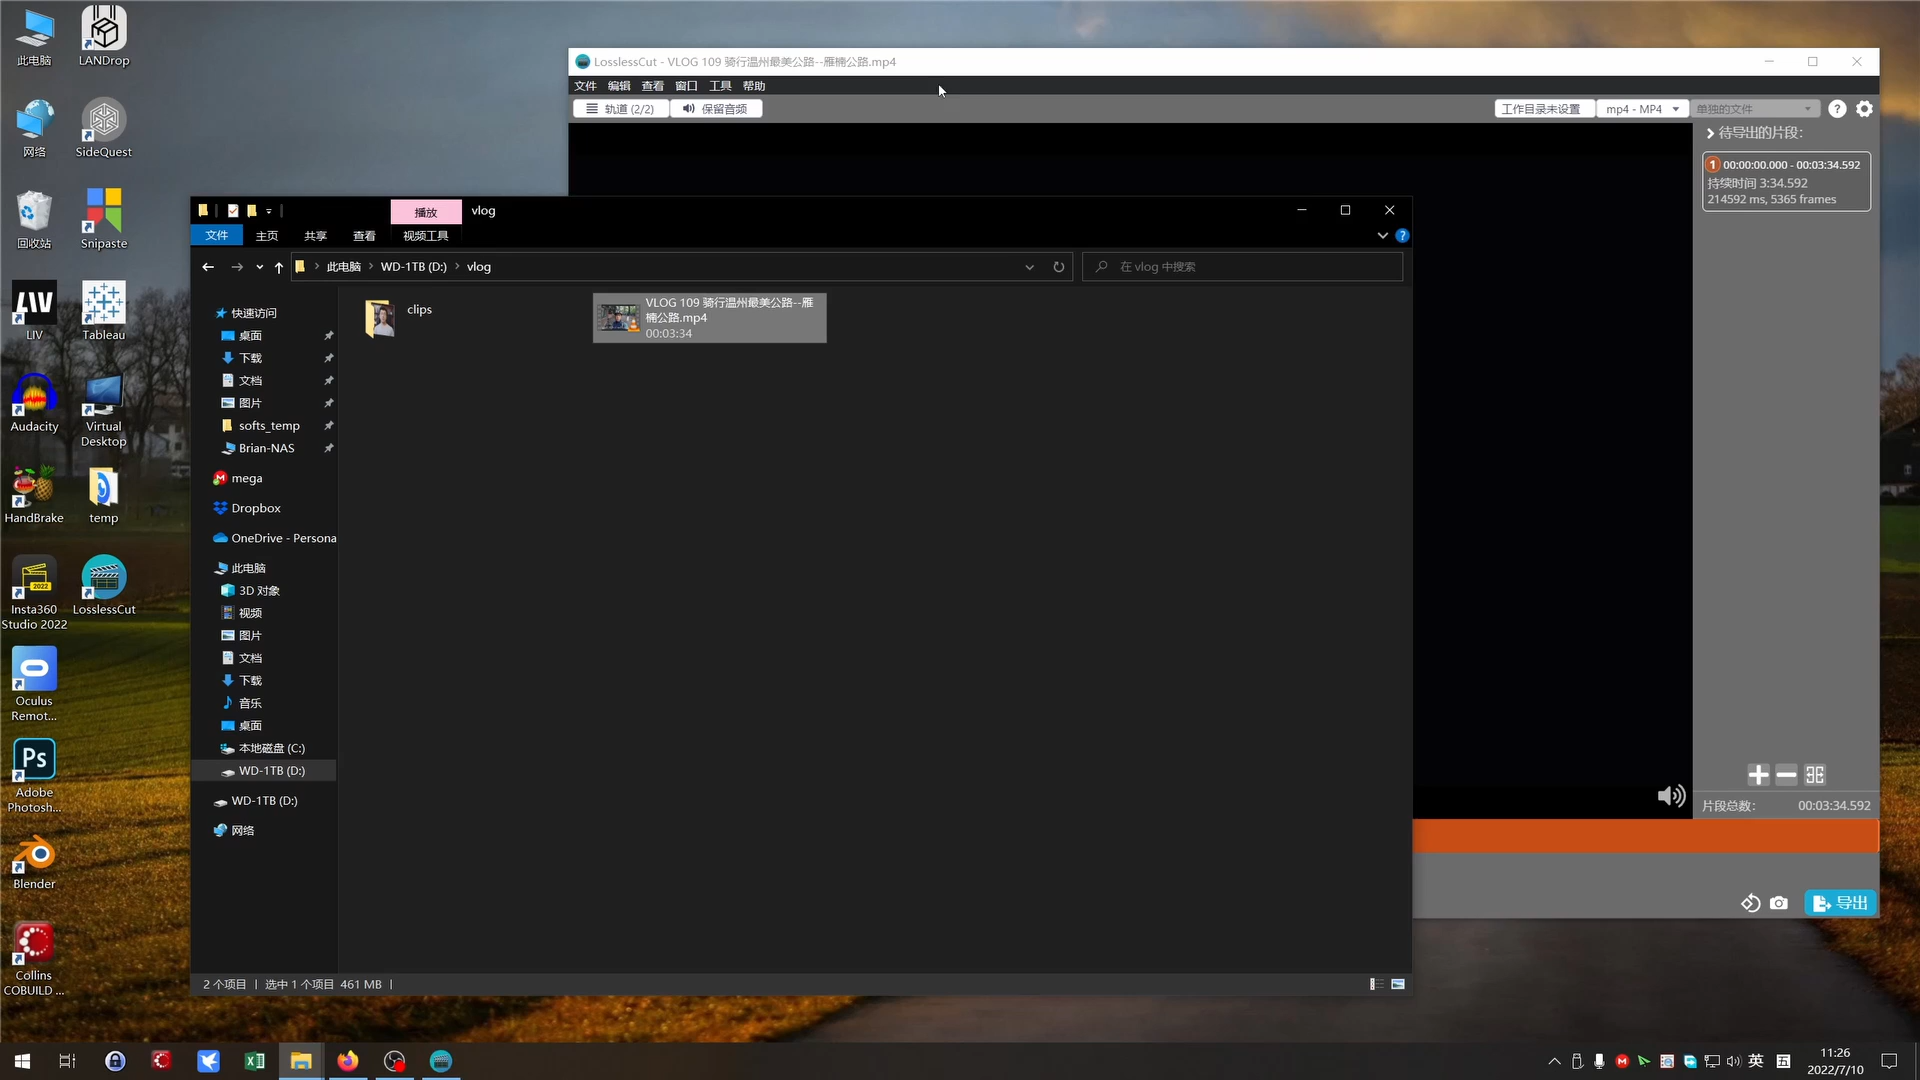 此电脑
LANDrop
网络
SideQuest
回收站
Snipaste
LIV
Tableau
Audacity
Virtual
Desktop
HandBrake
temp
Insta360
Studio 2022
LosslessCut
Oculus
Remot...
Ps
Adobe
Photosh...
Blender
Collins
COBUILD ...
LosslessCut - VLOG 109 骑行温州最美公路--雁楠公路.mp4
文件 编辑 查看 窗口 工具 帮助
轨道 (2/2) 保留音频
工作目录未设置 mp4 - MP4 单独的文件
待导出的片段:
1 00:00:00.000 - 00:03:34.592
持续时间 3:34.592
214592 ms, 5365 frames
片段总数: 00:03:34.592
导出
播放 vlog
文件 主页 共享 查看 视频工具
此电脑 WD-1TB (D:) vlog
在 vlog 中搜索
快速访问
桌面
下载
文档
图片
softs_temp
Brian-NAS
mega
Dropbox
OneDrive - Persona
此电脑
3D 对象
视频
图片
文档
下载
音乐
桌面
本地磁盘 (C:)
WD-1TB (D:)
WD-1TB (D:)
网络
clips
VLOG 109 骑行温州最美公路--雁
楠公路.mp4
00:03:34
2 个项目 选中 1 个项目 461 MB
英 五
11:26
2022/7/10